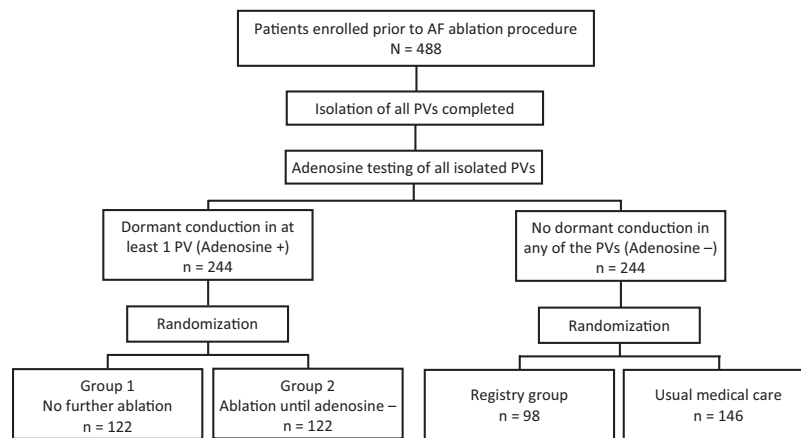 Patients enrolled prior to AF ablation procedure
N = 488
Isolation of all PVs completed
Adenosine testing of all isolated PVs
Dormant conduction in at
least 1 PV (Adenosine +)
n = 244
No dormant conduction in
any of the PVs (Adenosine –)
n = 244
Randomization
Randomization
Group 1
No further ablation
n = 122
Group 2
Ablation until adenosine –
n = 122
Registry group
n = 98
Usual medical care
n = 146